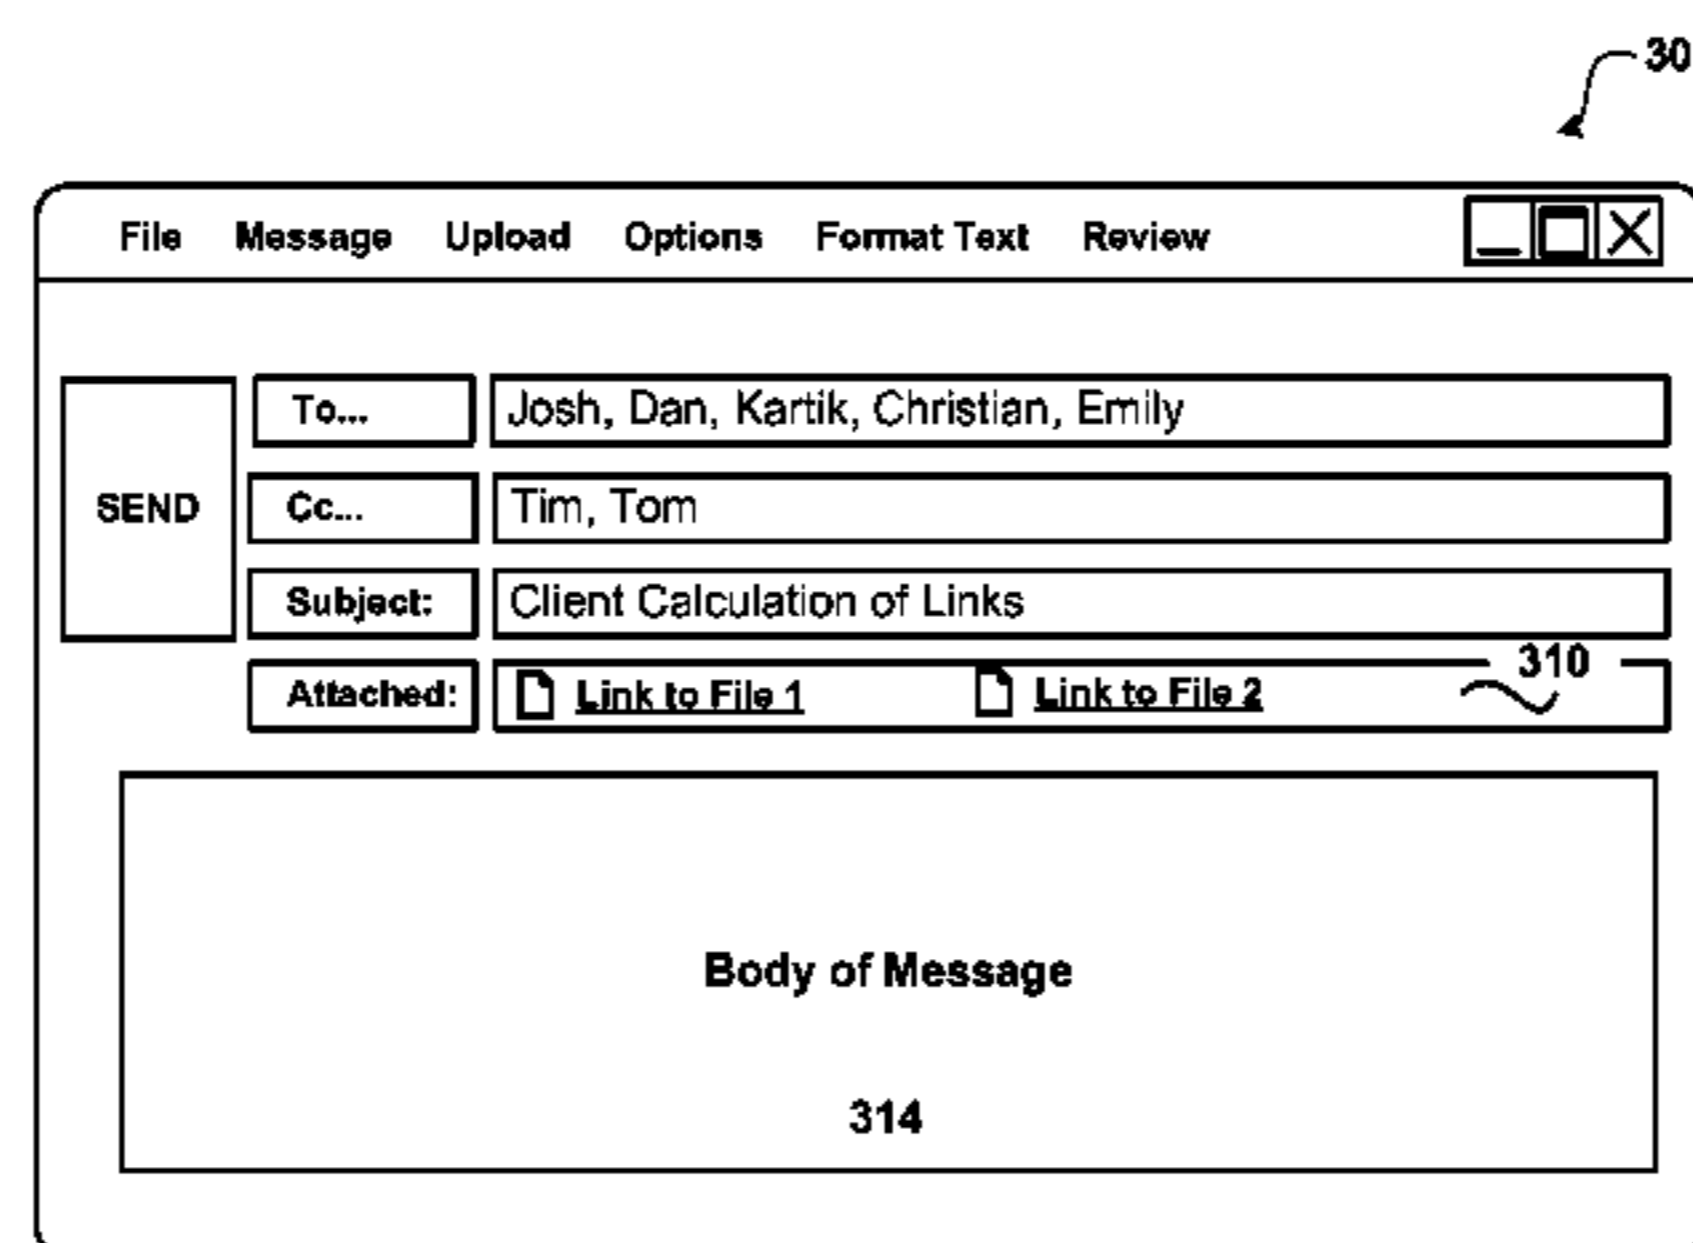 30
File Message Upload Options Format Text Review
To... Josh, Dan, Kartik, Christian, Emily
SEND Cc... Tim, Tom
Subject: Client Calculation of Links
310
Attached: Link to File 1 Link to File 2
Body of Message
314